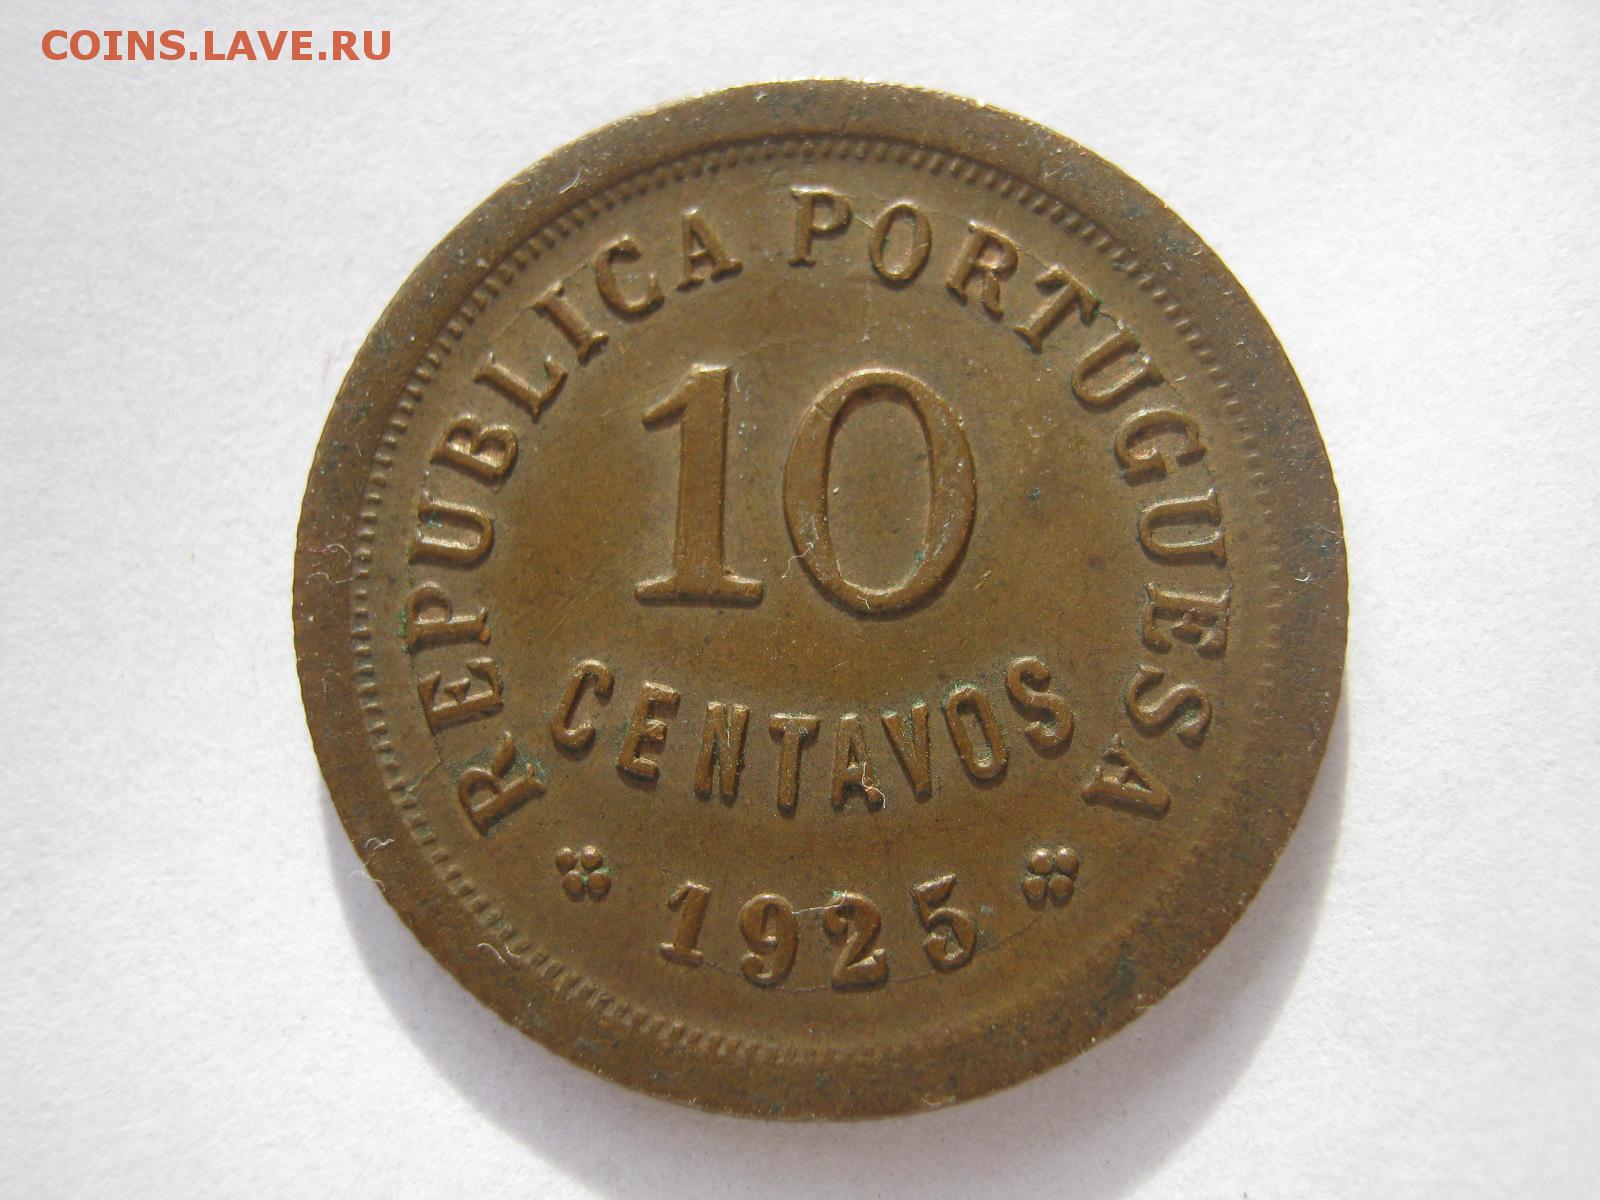 COINS.LAVE.RU
REPUBLICA PORTUGUESA
10
CENTAVOS
1925